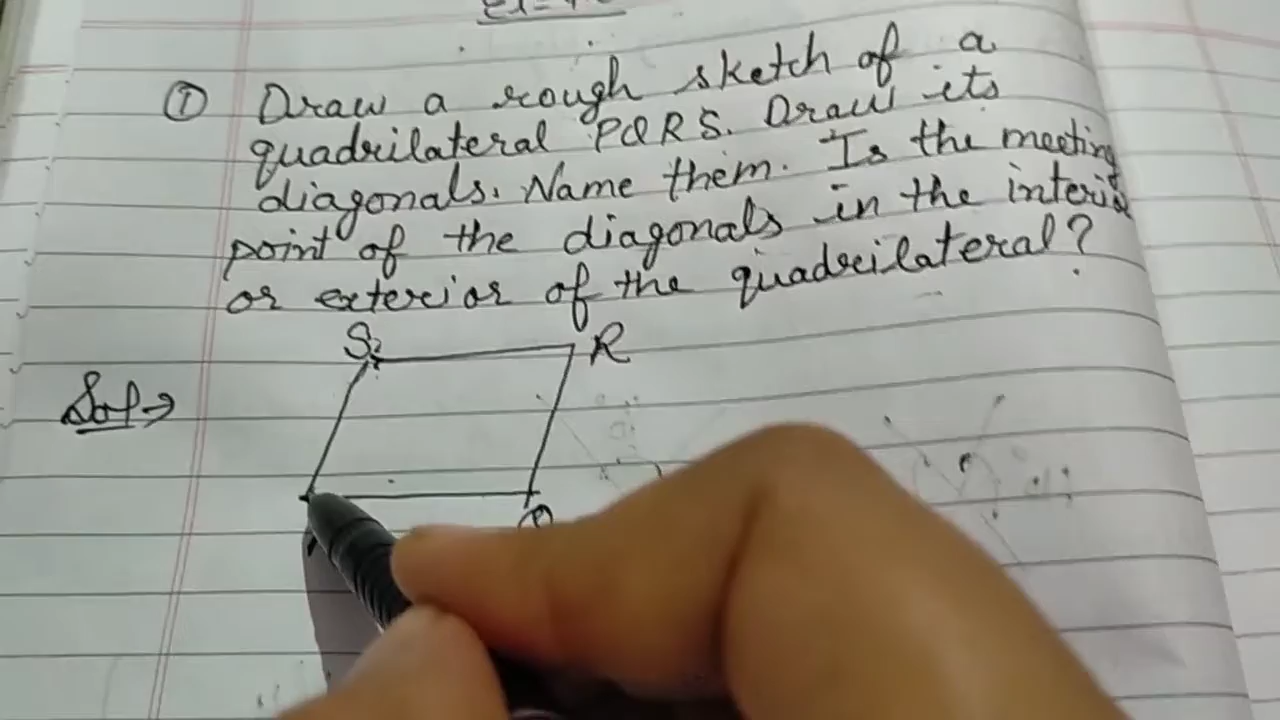 ① Draw a rough sketch of a
quadrilateral PQRS. Draw its
diagonals. Name them. Is the meeting
point of the diagonals in the interior
or exterior of the quadrilateral?
S R
Sol→
Q